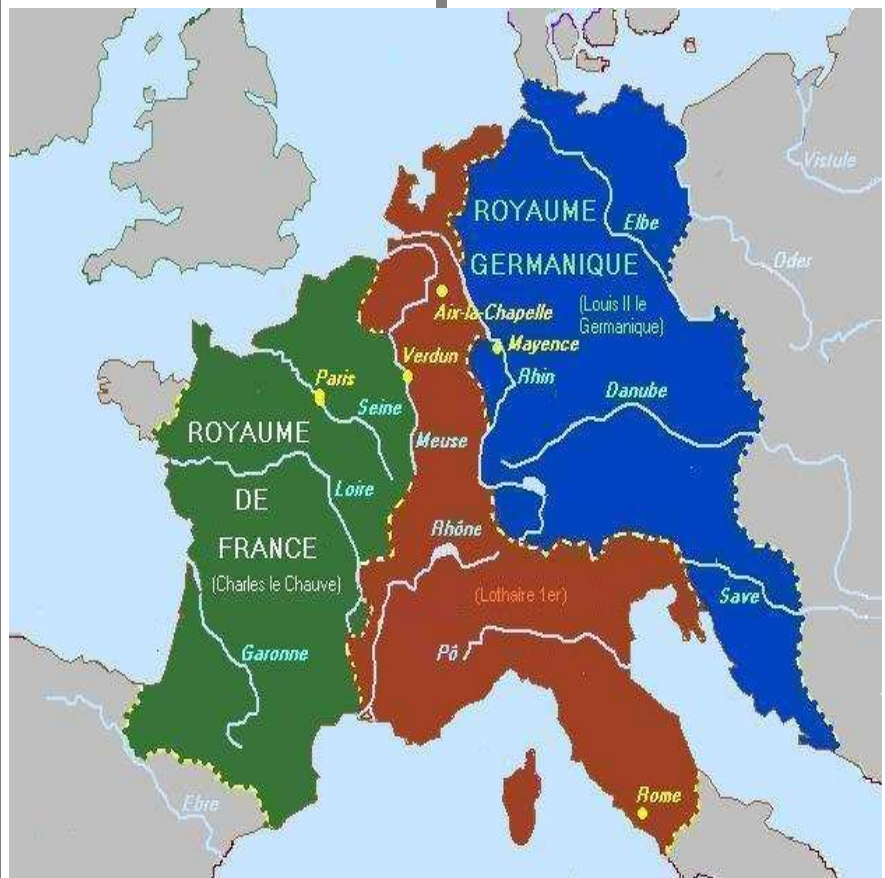 Vistule
ROYAUME
Elbe
Oder
GERMANIQUE
Aix-la-Chapelle
(Louis II le
Germanique)
Mayence
Verdun
Rhin
Paris
Danube
Seine
ROYAUME
Meuse
Loire
DE
Rhône
FRANCE
(Charles le Chauve)
(Lothaire 1er)
Save
Garonne
Pô
Rome
Ebre